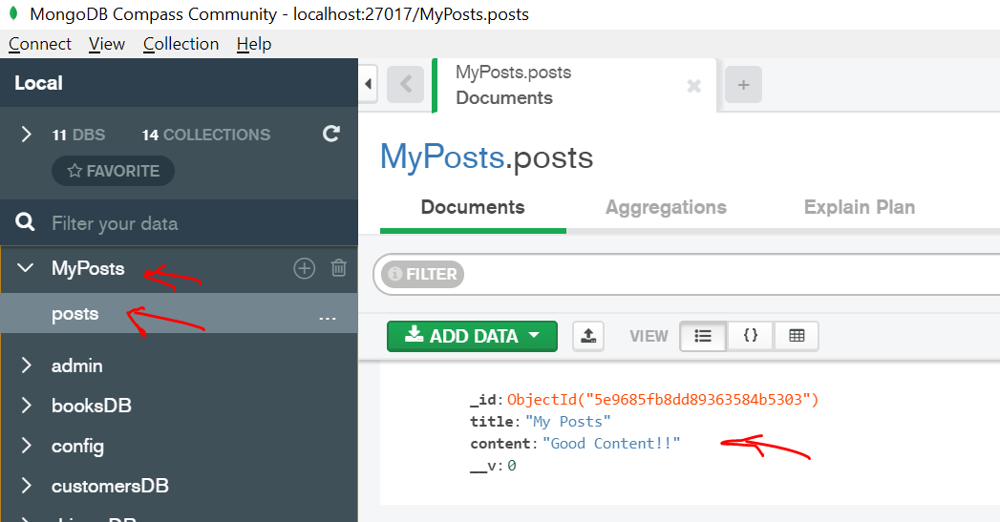 MongoDB Compass Community - localhost:27017/MyPosts.posts
Connect View Collection Help
Local
11 DBS 14 COLLECTIONS
FAVORITE
Filter your data
MyPosts
posts
...
admin
booksDB
config
customersDB
MyPosts.posts
Documents
MyPosts.posts
Documents Aggregations Explain Plan
FILTER
ADD DATA VIEW {}
_id: ObjectId("5e9685fb8dd89363584b5303")
title: "My Posts"
content: "Good Content!!"
__v: 0